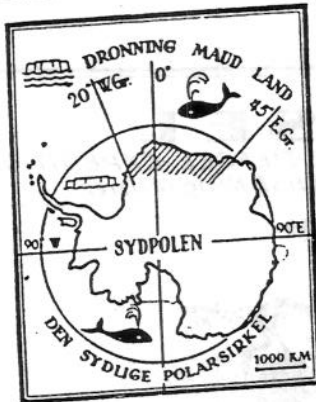 DRONNING MAUD LAND
20° W.Gr.
0°
45° E.Gr.
90° W
SYDPOLEN
90°E
DEN SYDLIGE POLARSIRKEL
1000 KM